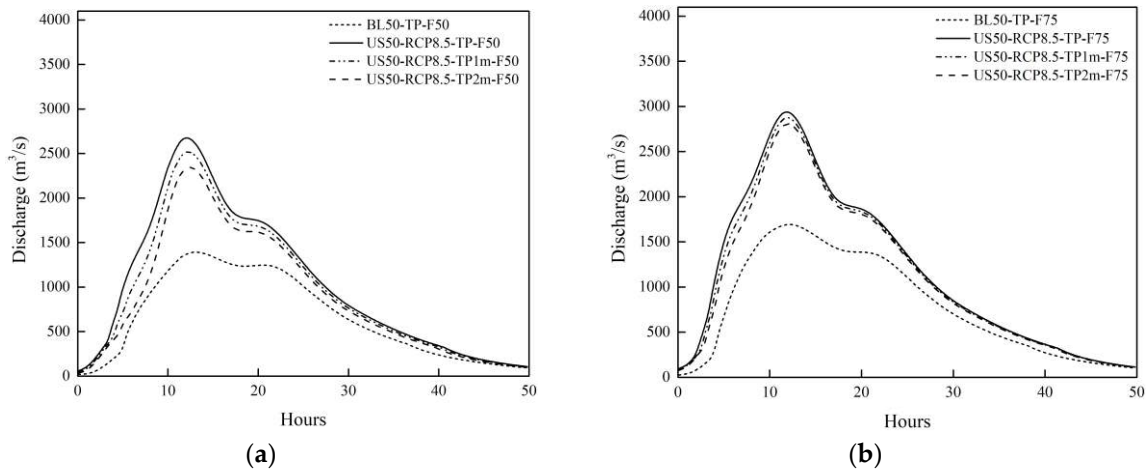 4000
3500
3000
2500
2000
1500
1000
500
0
Discharge (m³/s)
BL50-TP-F50
US50-RCP8.5-TP-F50
US50-RCP8.5-TP1m-F50
US50-RCP8.5-TP2m-F50
0 10 20 30 40 50
Hours
(a)
4000
3500
3000
2500
2000
1500
1000
500
0
Discharge (m³/s)
BL50-TP-F75
US50-RCP8.5-TP-F75
US50-RCP8.5-TP1m-F75
US50-RCP8.5-TP2m-F75
0 10 20 30 40 50
Hours
(b)